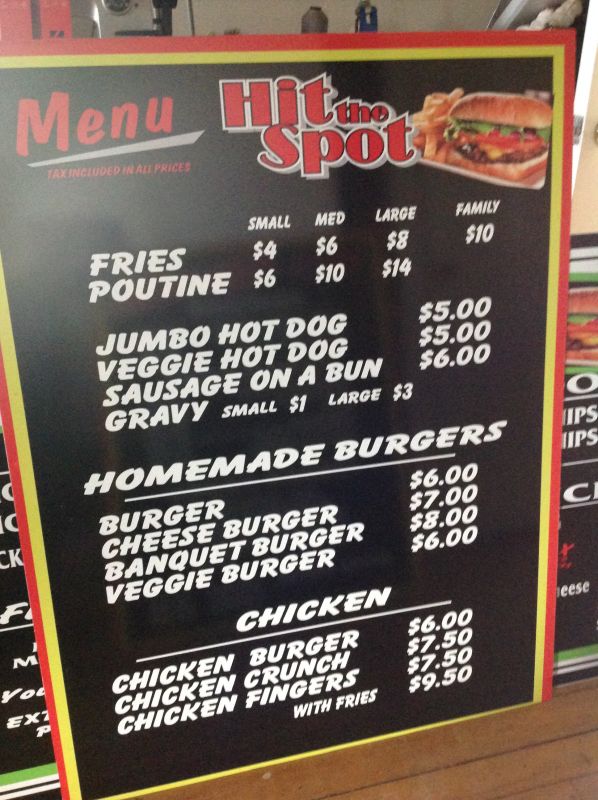 Menu
TAX INCLUDED IN ALL PRICES
Hit the Spot
SMALL MED LARGE FAMILY
FRIES $4 $6 $8 $10
POUTINE $6 $10 $14
JUMBO HOT DOG $5.00
VEGGIE HOT DOG $5.00
SAUSAGE ON A BUN $6.00
GRAVY SMALL $1 LARGE $3
HOMEMADE BURGERS
BURGER $6.00
CHEESE BURGER $7.00
BANQUET BURGER $8.00
VEGGIE BURGER $6.00
CHICKEN
CHICKEN BURGER $6.00
CHICKEN CRUNCH $7.50
CHICKEN FINGERS $7.50
WITH FRIES $9.50